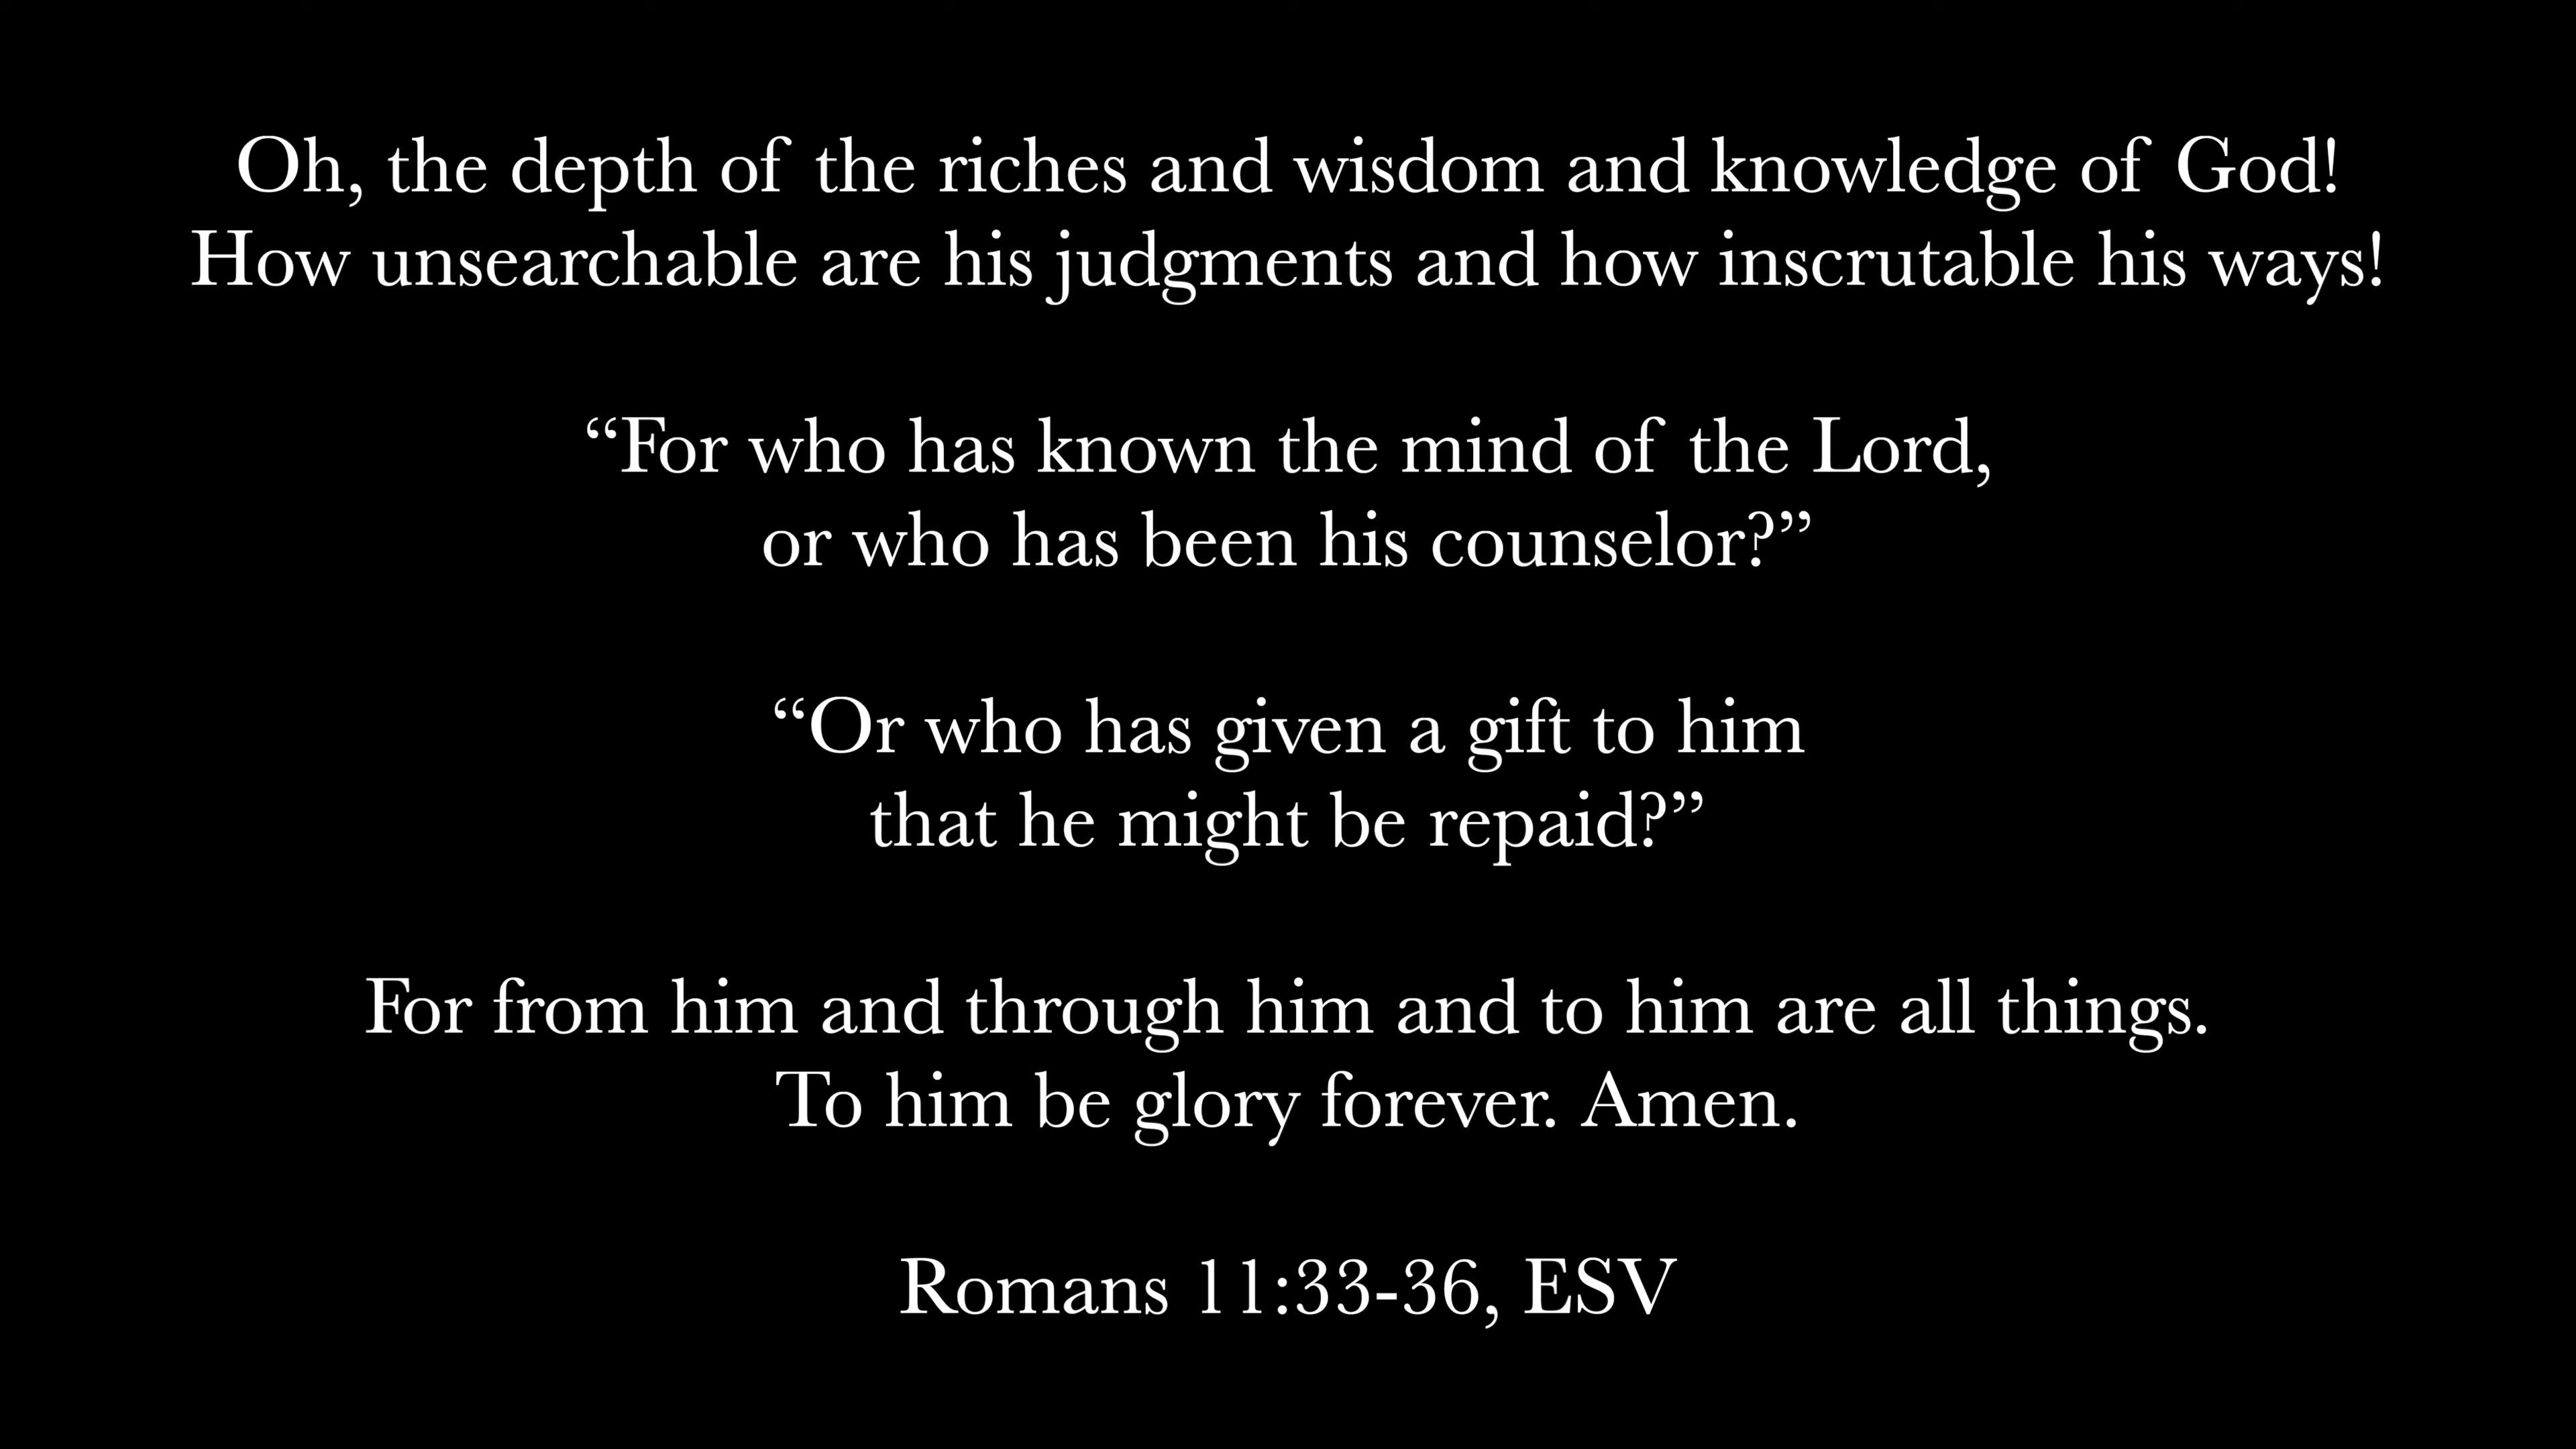 Oh, the depth of the riches and wisdom and knowledge of God!
How unsearchable are his judgments and how inscrutable his ways!
“For who has known the mind of the Lord,
or who has been his counselor?”
“Or who has given a gift to him
that he might be repaid?”
For from him and through him and to him are all things.
To him be glory forever. Amen.
Romans 11:33-36, ESV